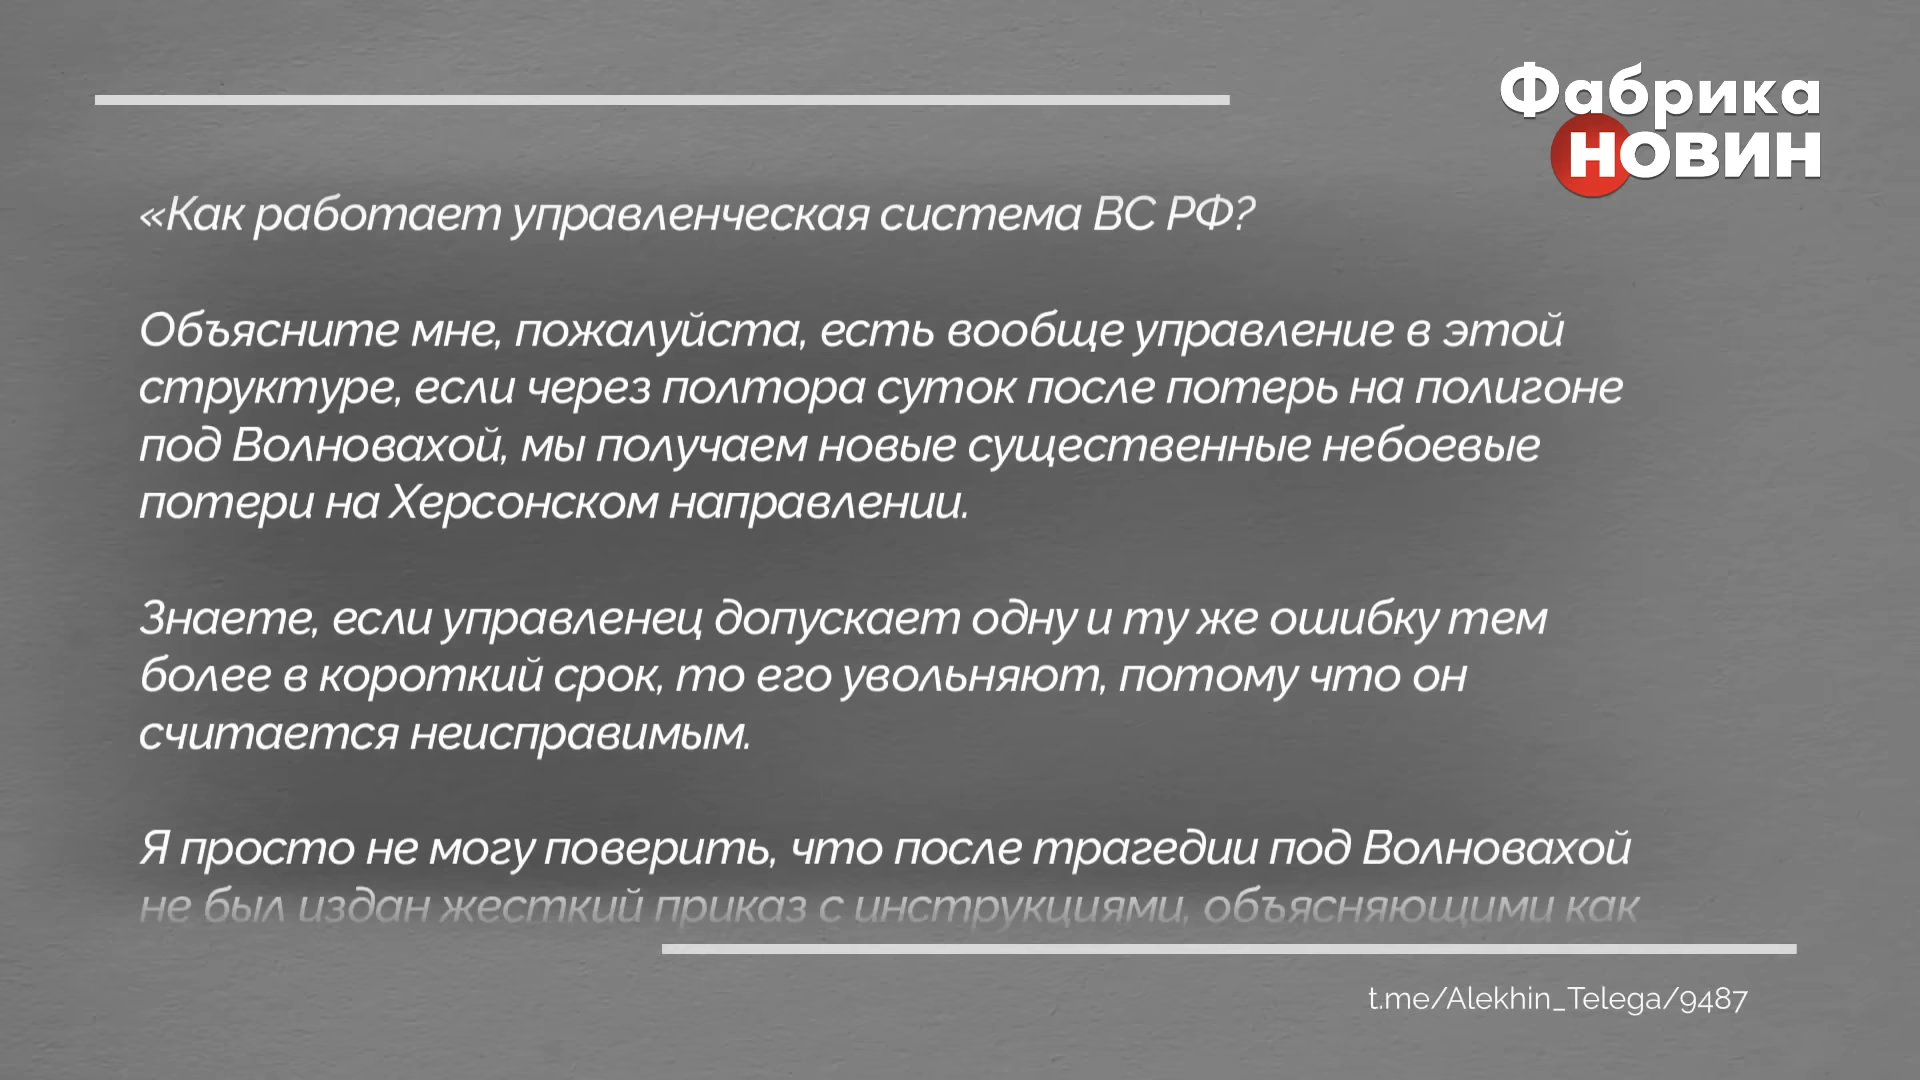 Фабрика
НОВИН
«Как работает управленческая система ВС РФ?
Объясните мне, пожалуйста, есть вообще управление в этой
структуре, если через полтора суток после потерь на полигоне
под Волновахой, мы получаем новые существенные небоевые
потери на Херсонском направлении.
Знаете, если управленец допускает одну и ту же ошибку тем
более в короткий срок, то его увольняют, потому что он
считается неисправимым.
Я просто не могу поверить, что после трагедии под Волновахой
не был издан жесткий приказ с инструкциями, объясняющими как
t.me/Alekhin_Telega/9487